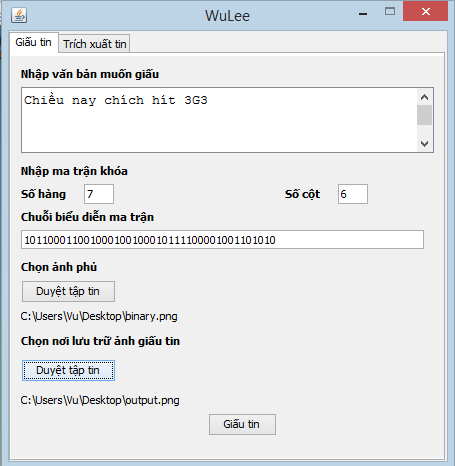 WuLee
Giấu tin Trích xuất tin
Nhập văn bản muốn giấu
Chiều nay chích hít 3G3
Nhập ma trận khóa
Số hàng 7 Số cột 6
Chuỗi biểu diễn ma trận
101100011001000100100010111100001001101010
Chọn ảnh phủ
Duyệt tập tin
C:\Users\Vu\Desktop\binary.png
Chọn nơi lưu trữ ảnh giấu tin
Duyệt tập tin
C:\Users\Vu\Desktop\output.png
Giấu tin